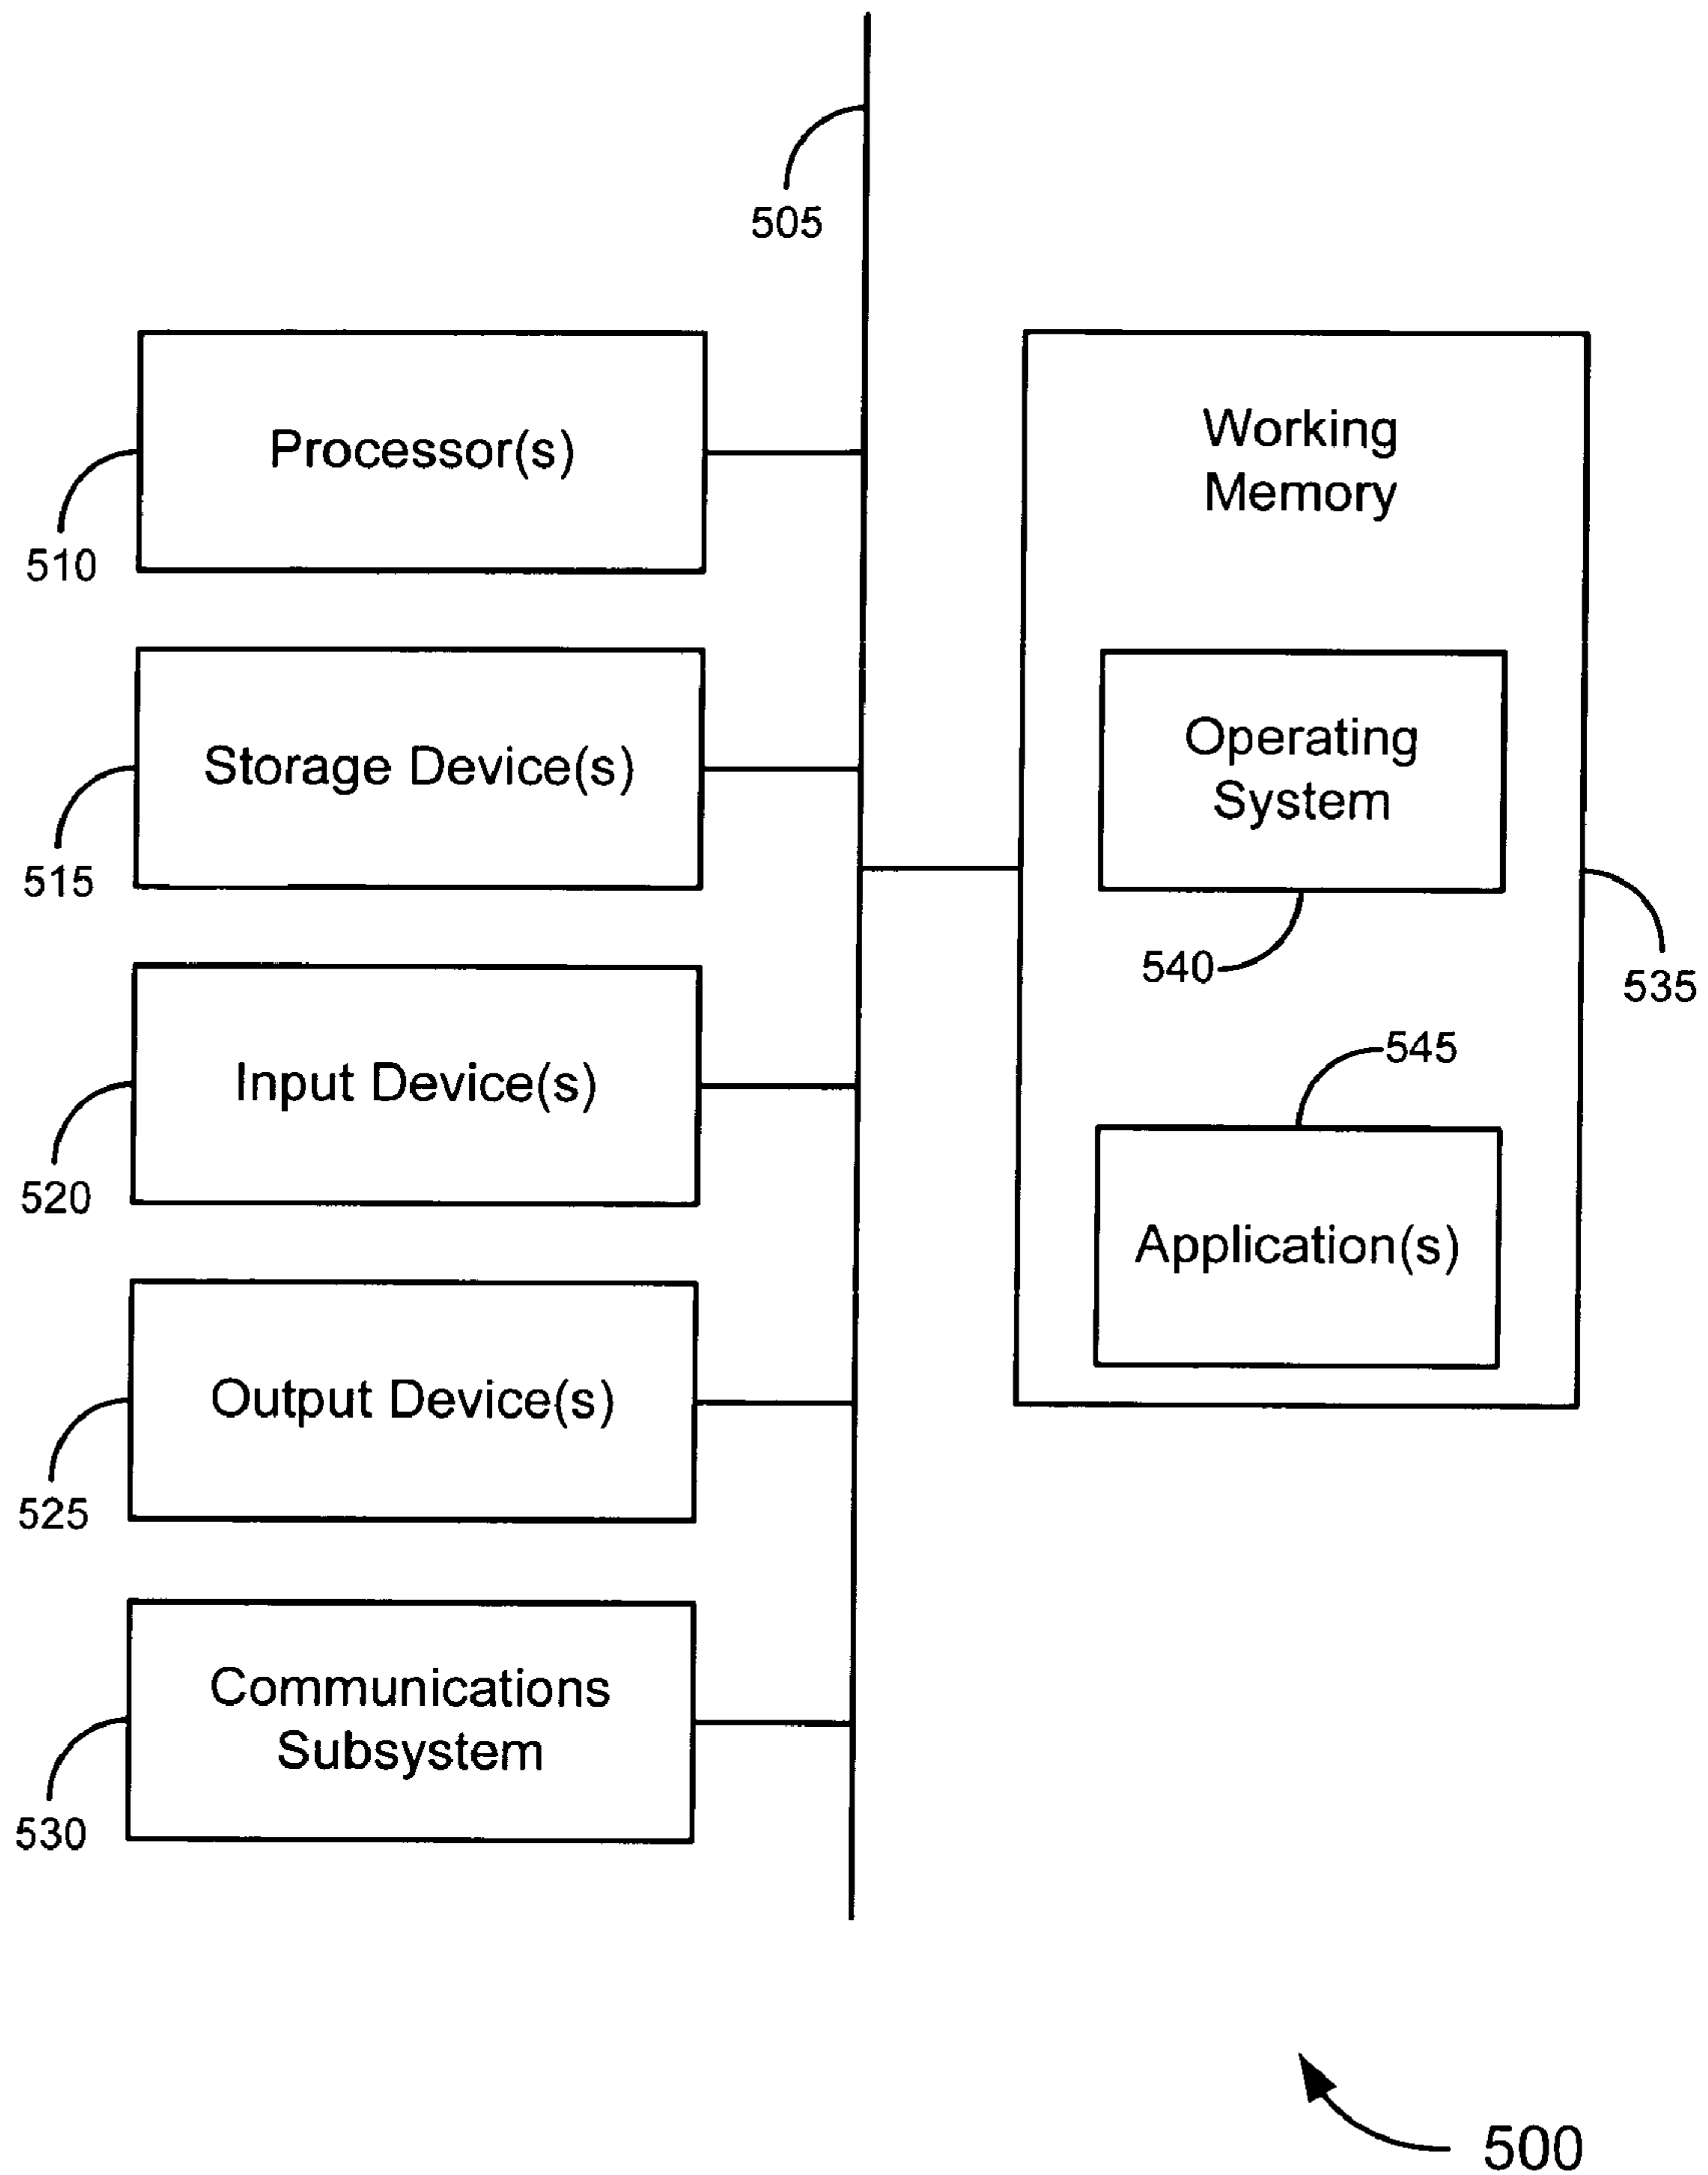 505
Processor(s)
510
Storage Device(s)
515
Input Device(s)
520
Output Device(s)
525
Communications
Subsystem
530
Working
Memory
Operating
System
540
535
545
Application(s)
500